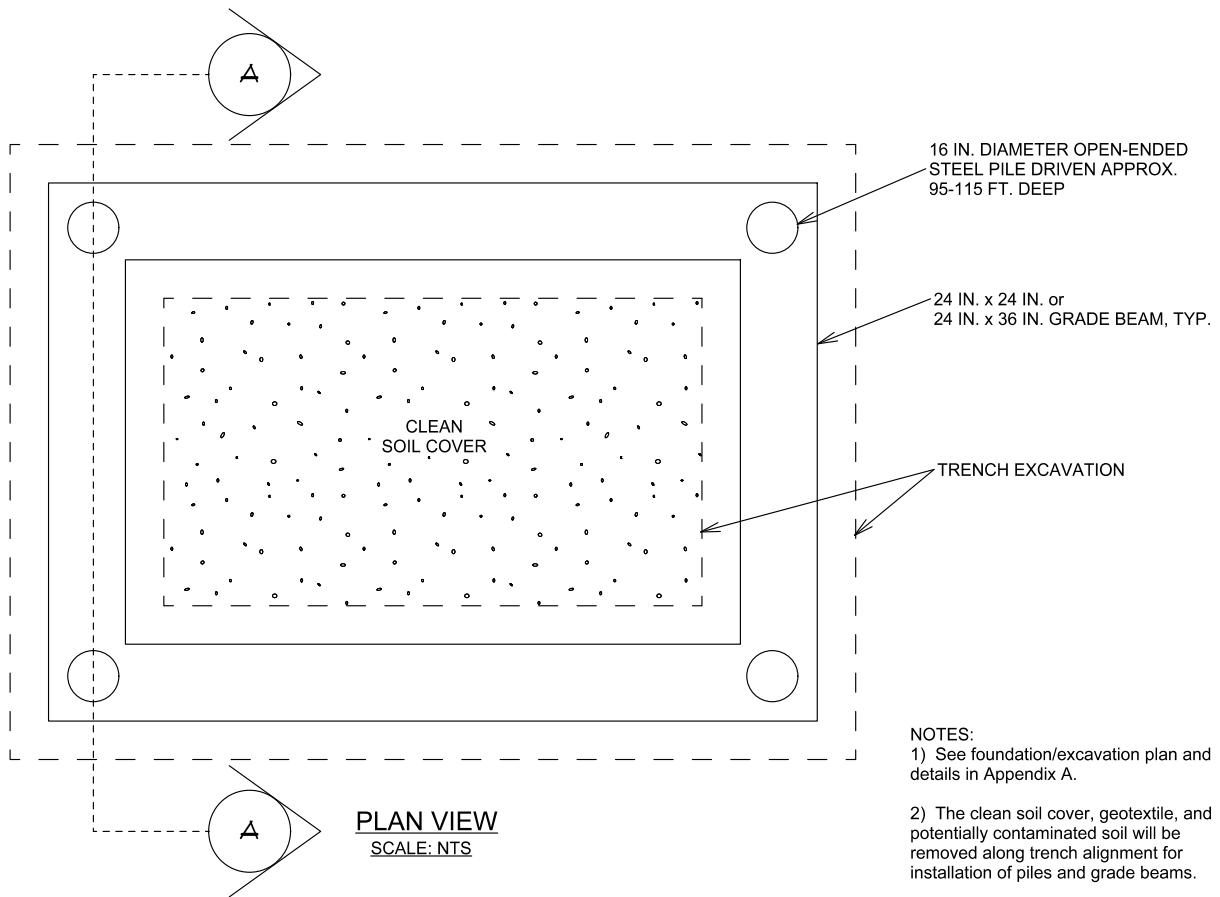 A
16 IN. DIAMETER OPEN-ENDED
STEEL PILE DRIVEN APPROX.
95-115 FT. DEEP
24 IN. x 24 IN. or
24 IN. x 36 IN. GRADE BEAM, TYP.
CLEAN
SOIL COVER
TRENCH EXCAVATION
A
PLAN VIEW
SCALE: NTS
NOTES:
1) See foundation/excavation plan and
details in Appendix A.
2) The clean soil cover, geotextile, and
potentially contaminated soil will be
removed along trench alignment for
installation of piles and grade beams.